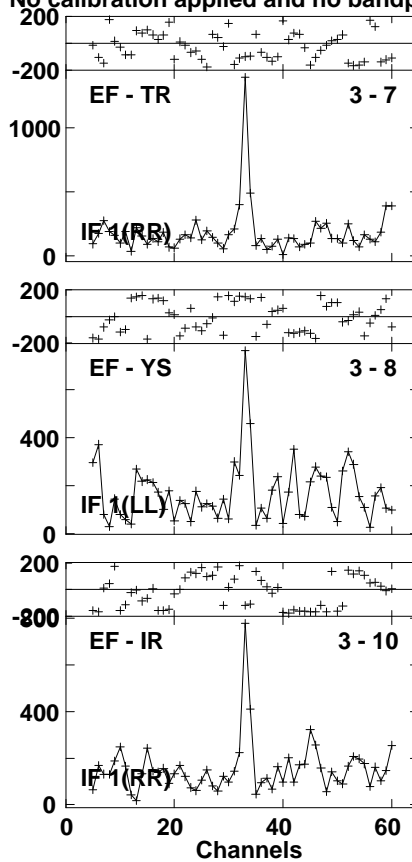 No calibration applied and no bandp
200
-200
EF - TR 3 - 7
1000
IF 1(RR)
0
200
-200
EF - YS 3 - 8
400
IF 1(LL)
0
200
-200
800
EF - IR 3 - 10
400
IF 1(RR)
0
0 20 40 60
Channels